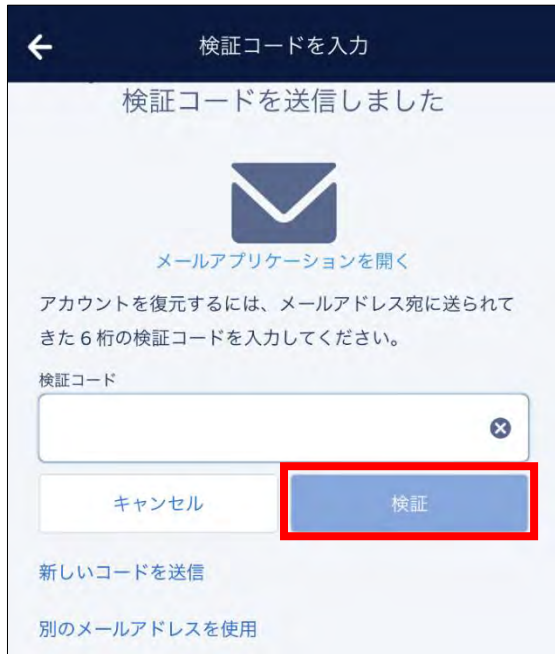 検証コードを入力
検証コードを送信しました
メールアプリケーションを開く
アカウントを復元するには、メールアドレス宛に送られて
きた 6 桁の検証コードを入力してください。
検証コード
キャンセル
検証
新しいコードを送信
別のメールアドレスを使用